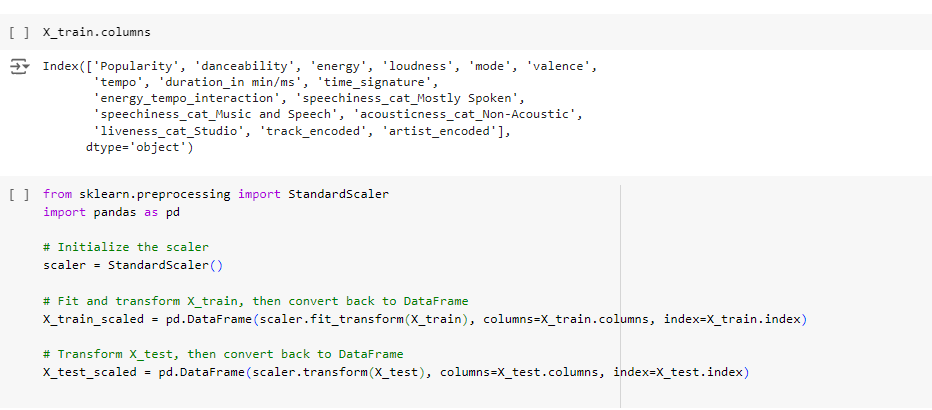 [ ] X_train.columns
Index(['Popularity', 'danceability', 'energy', 'loudness', 'mode', 'valence',
'tempo', 'duration_in min/ms', 'time_signature',
'energy_tempo_interaction', 'speechiness_cat_Mostly Spoken',
'speechiness_cat_Music and Speech', 'acousticness_cat_Non-Acoustic',
'liveness_cat_Studio', 'track_encoded', 'artist_encoded'],
dtype='object')
[ ] from sklearn.preprocessing import StandardScaler
import pandas as pd
# Initialize the scaler
scaler = StandardScaler()
# Fit and transform X_train, then convert back to DataFrame
X_train_scaled = pd.DataFrame(scaler.fit_transform(X_train), columns=X_train.columns, index=X_train.index)
# Transform X_test, then convert back to DataFrame
X_test_scaled = pd.DataFrame(scaler.transform(X_test), columns=X_test.columns, index=X_test.index)